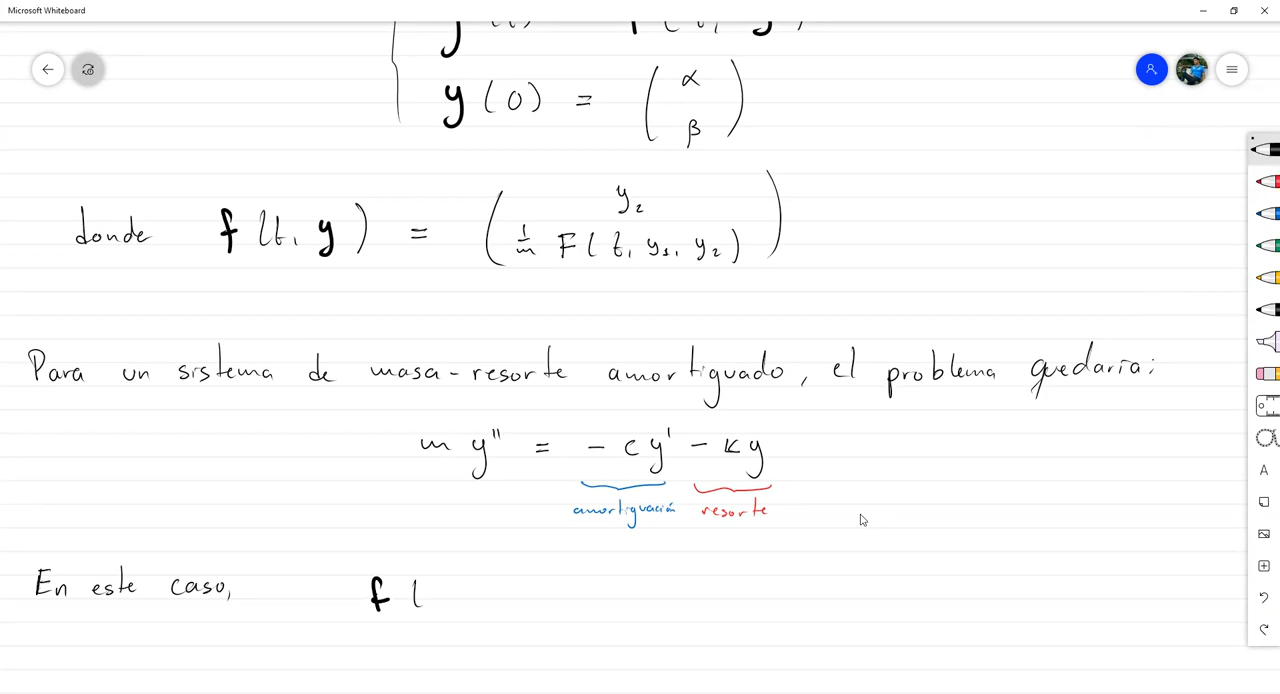 Microsoft Whiteboard
y(0) = (α
β)
donde f(t, y) = (y₂
1/m F(t, y₁, y₂))
Para un sistema de masa-resorte amortiguado, el problema quedaría:
m y'' = - c y' - k y
amortiguación resorte
En este caso, f(
A